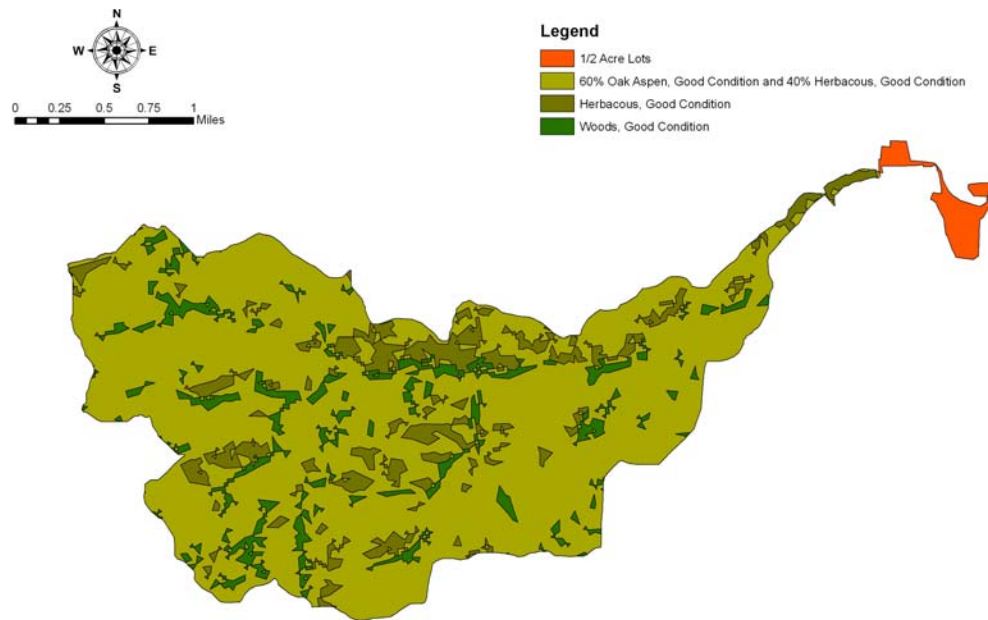 N
W E
S
0 0.25 0.5 0.75 1
Miles
Legend
1/2 Acre Lots
60% Oak Aspen, Good Condition and 40% Herbacous, Good Condition
Herbacous, Good Condition
Woods, Good Condition